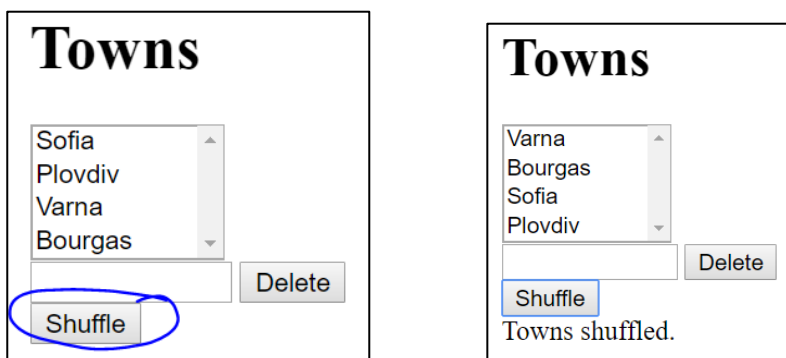 Towns
Sofia
Plovdiv
Varna
Bourgas
Delete
Shuffle
Towns
Varna
Bourgas
Sofia
Plovdiv
Delete
Shuffle
Towns shuffled.